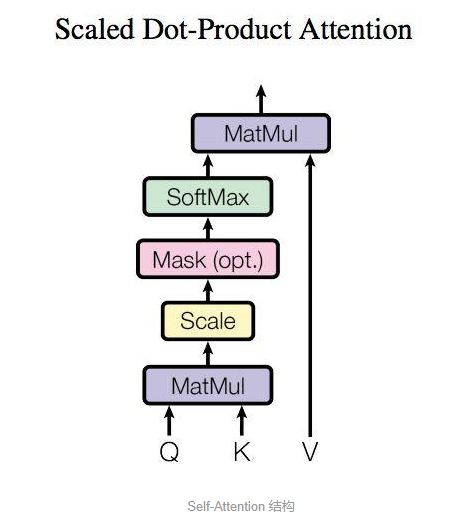 Scaled Dot-Product Attention
MatMul
SoftMax
Mask (opt.)
Scale
MatMul
Q K V
Self-Attention 结构